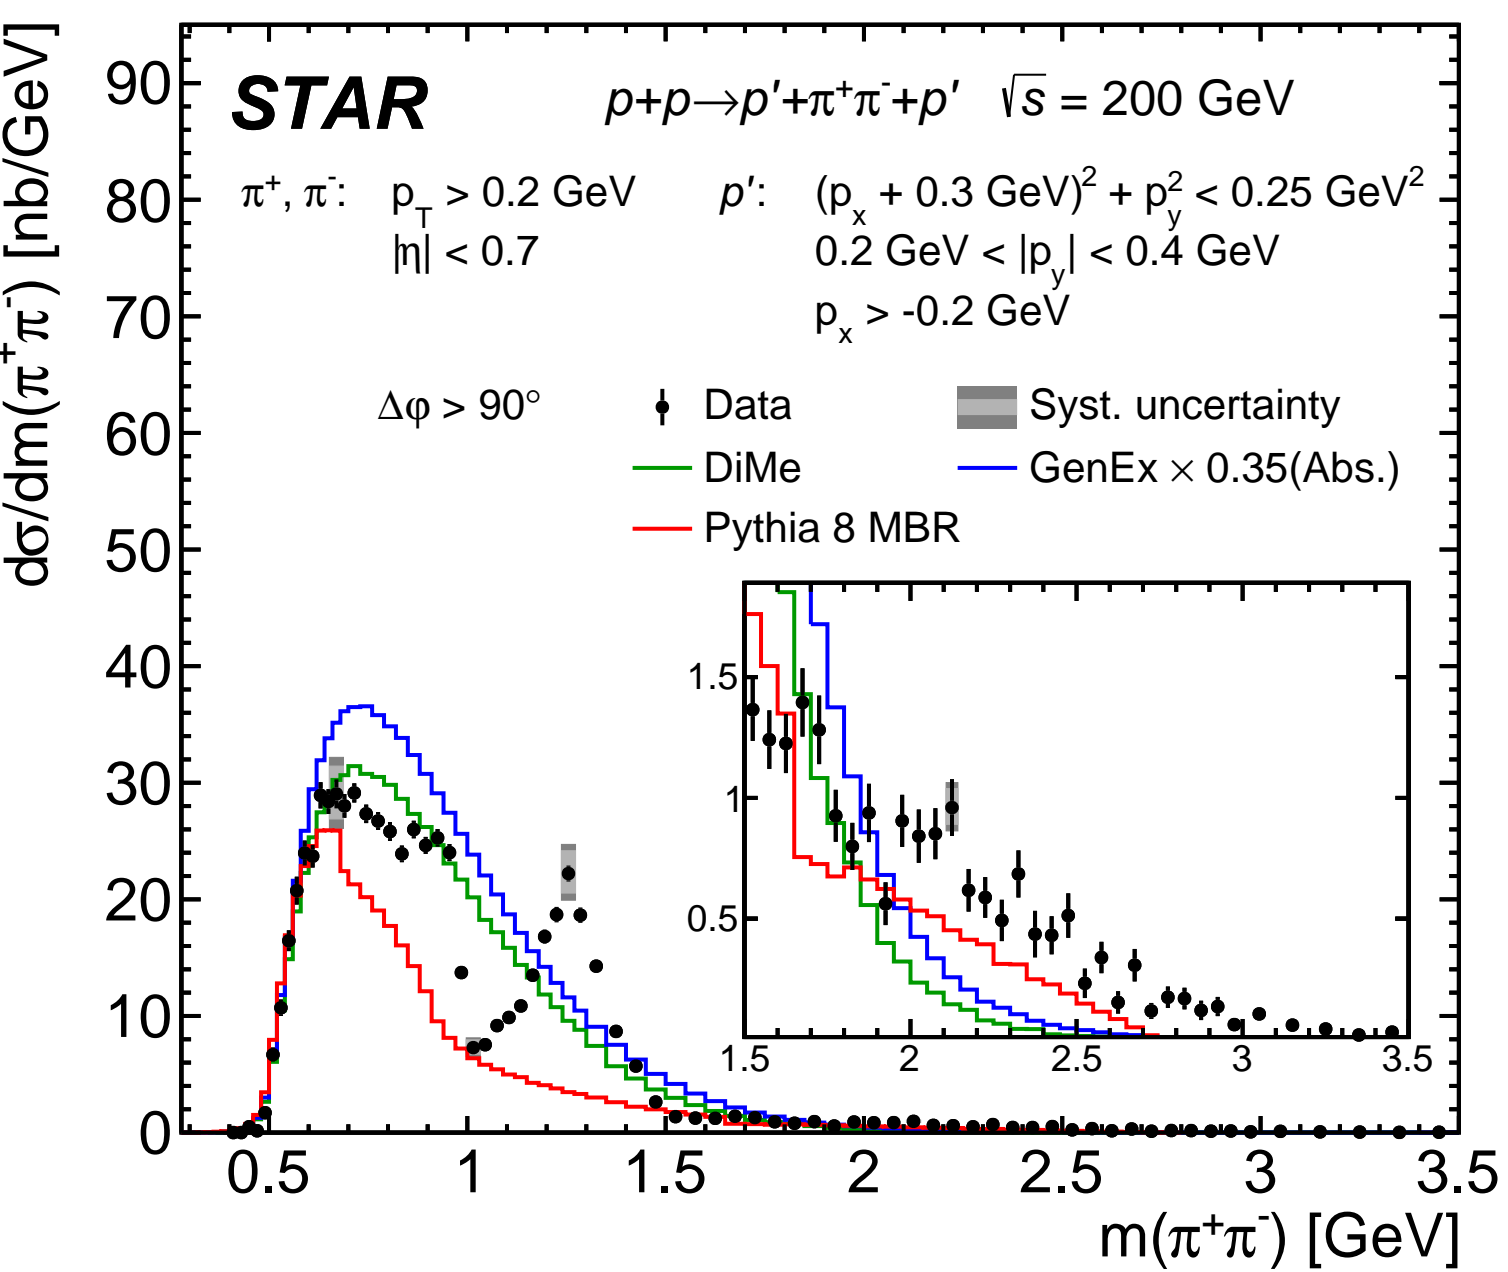 dσ/dm(π⁺π⁻) [nb/GeV]
90
80
70
60
50
40
30
20
10
0
STAR p+p→p′+π⁺π⁻+p′ √s = 200 GeV
π⁺, π⁻: p_T > 0.2 GeV p′: (p_x + 0.3 GeV)² + p_y² < 0.25 GeV²
|η| < 0.7 0.2 GeV < |p_y| < 0.4 GeV
p_x > -0.2 GeV
Δφ > 90° Data Syst. uncertainty
DiMe GenEx × 0.35(Abs.)
Pythia 8 MBR
1.5
1
0.5
1.5 2 2.5 3 3.5
0.5 1 1.5 2 2.5 3 3.5
m(π⁺π⁻) [GeV]